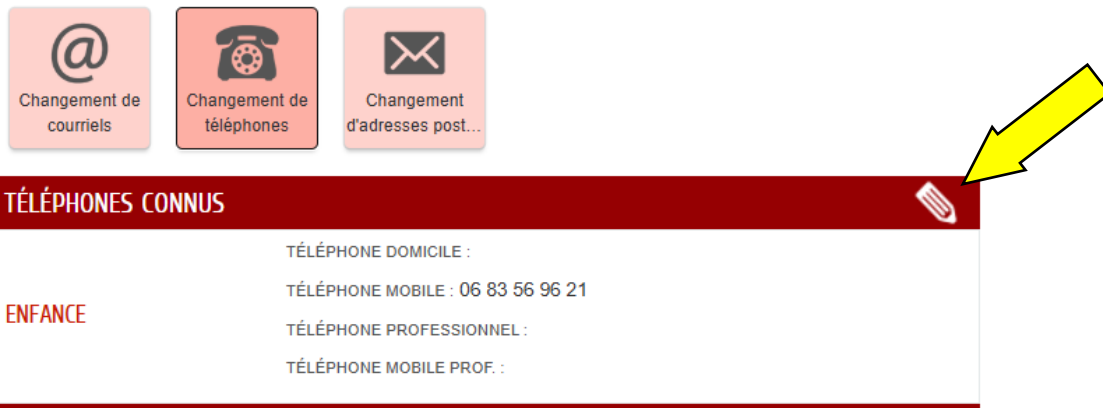 @
Changement de
courriels
Changement de
téléphones
Changement
d'adresses post...
TÉLÉPHONES CONNUS
ENFANCE
TÉLÉPHONE DOMICILE :
TÉLÉPHONE MOBILE : 06 83 56 96 21
TÉLÉPHONE PROFESSIONNEL :
TÉLÉPHONE MOBILE PROF. :